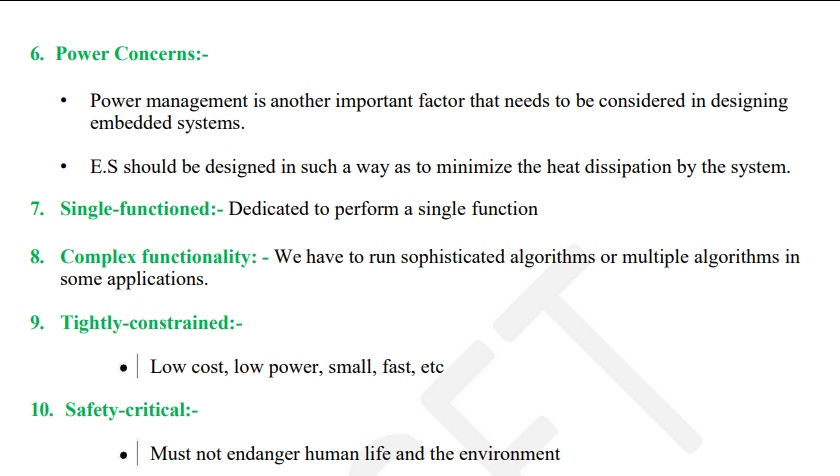 6. Power Concerns:-
• Power management is another important factor that needs to be considered in designing
embedded systems.
• E.S should be designed in such a way as to minimize the heat dissipation by the system.
7. Single-functioned:- Dedicated to perform a single function
8. Complex functionality: - We have to run sophisticated algorithms or multiple algorithms in
some applications.
9. Tightly-constrained:-
• Low cost, low power, small, fast, etc
10. Safety-critical:-
• Must not endanger human life and the environment